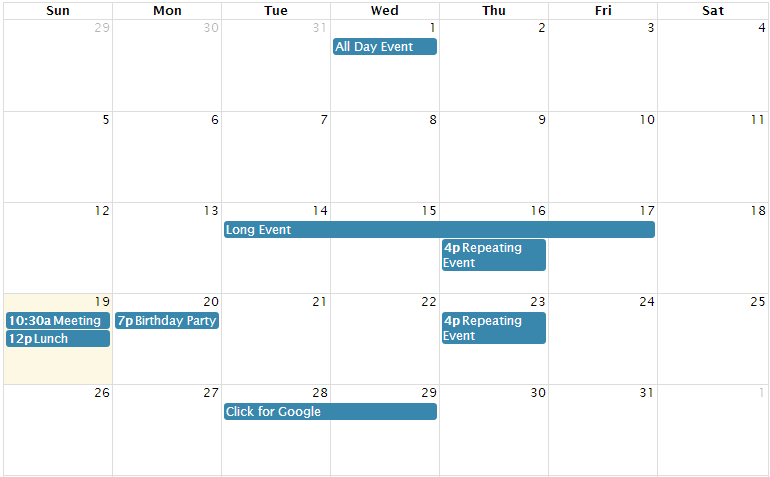 Sun Mon Tue Wed Thu Fri Sat
29 30 31 1 2 3 4
All Day Event
5 6 7 8 9 10 11
12 13 14 15 16 17 18
Long Event
4p Repeating
Event
19 20 21 22 23 24 25
10:30a Meeting 7p Birthday Party 4p Repeating
12p Lunch Event
26 27 28 29 30 31 1
Click for Google